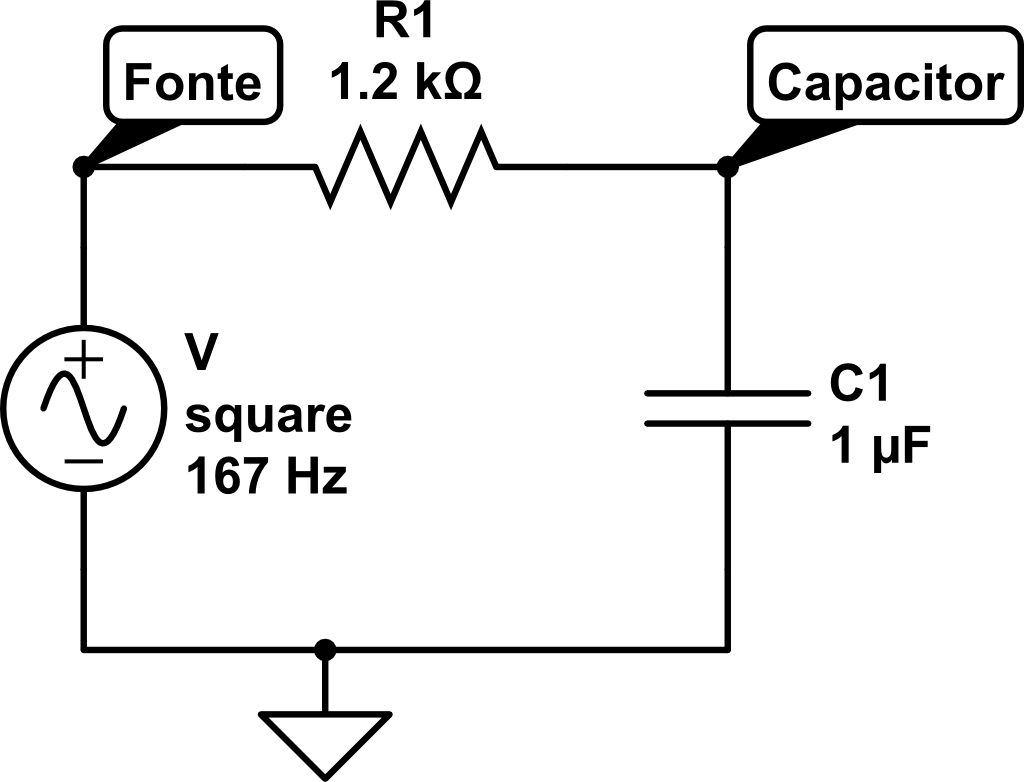 Fonte
R1
1.2 kΩ
Capacitor
V
square
167 Hz
C1
1 µF